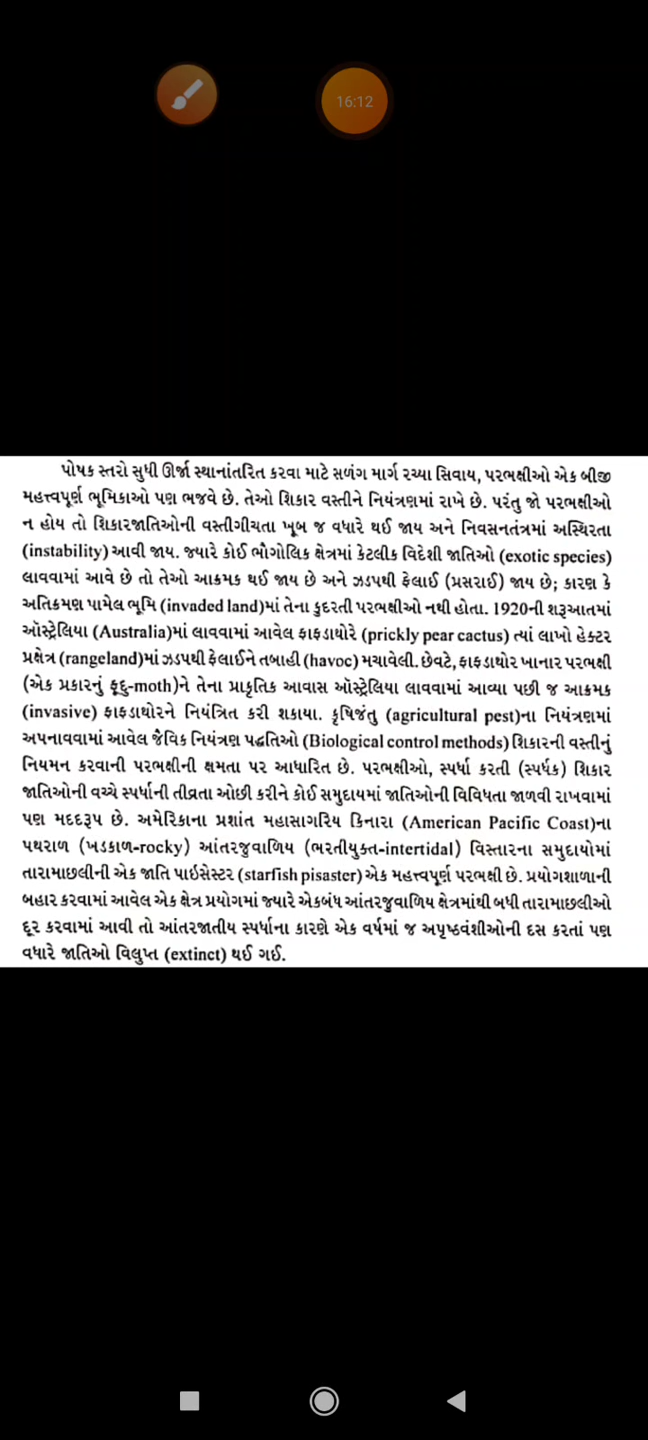 16:12
પોષક સ્તરો સુધી ઊર્જા સ્થાનાંતરિત કરવા માટે સળંગ માર્ગ રચ્યા સિવાય, પરભક્ષીઓ એક બીજી
મહત્ત્વપૂર્ણ ભૂમિકાઓ પણ ભજવે છે. તેઓ શિકાર વસ્તીને નિયંત્રણમાં રાખે છે. પરંતુ જો પરભક્ષીઓ
ન હોય તો શિકારજાતિઓની વસ્તીગીચતા ખૂબ જ વધારે થઈ જાય અને નિવસનતંત્રમાં અસ્થિરતા
(instability) આવી જાય. જ્યારે કોઈ ભૌગોલિક ક્ષેત્રમાં કેટલીક વિદેશી જાતિઓ (exotic species)
લાવવામાં આવે છે તો તેઓ આક્રમક થઈ જાય છે અને ઝડપથી ફેલાઈ (પ્રસરાઈ) જાય છે; કારણ કે
અતિક્રમણ પામેલ ભૂમિ (invaded land)માં તેના કુદરતી પરભક્ષીઓ નથી હોતા. 1920ની શરૂઆતમાં
ઑસ્ટ્રેલિયા (Australia)માં લાવવામાં આવેલ ફાફડાથોરે (prickly pear cactus) ત્યાં લાખો હેક્ટર
પ્રક્ષેત્ર (rangeland)માં ઝડપથી ફેલાઈને તબાહી (havoc) મચાવેલી. છેવટે, ફાફડાથોર ખાનાર પરભક્ષી
(એક પ્રકારનું ફૂદુ-moth)ને તેના પ્રાકૃતિક આવાસ ઑસ્ટ્રેલિયા લાવવામાં આવ્યા પછી જ આક્રમક
(invasive) ફાફડાથોરને નિયંત્રિત કરી શકાયા. કૃષિજંતુ (agricultural pest)ના નિયંત્રણમાં
અપનાવવામાં આવેલ જૈવિક નિયંત્રણ પદ્ધતિઓ (Biological control methods) શિકારની વસ્તીનું
નિયમન કરવાની પરભક્ષીની ક્ષમતા પર આધારિત છે. પરભક્ષીઓ, સ્પર્ધા કરતી (સ્પર્ધક) શિકાર
જાતિઓની વચ્ચે સ્પર્ધાની તીવ્રતા ઓછી કરીને કોઈ સમુદાયમાં જાતિઓની વિવિધતા જાળવી રાખવામાં
પણ મદદરૂપ છે. અમેરિકાના પ્રશાંત મહાસાગરિય કિનારા (American Pacific Coast)ના
પથરાળ (ખડકાળ-rocky) આંતરજુવાળિય (ભરતીયુક્ત-intertidal) વિસ્તારના સમુદાયોમાં
તારામાછલીની એક જાતિ પાઇસેસ્ટર (starfish pisaster) એક મહત્ત્વપૂર્ણ પરભક્ષી છે. પ્રયોગશાળાની
બહાર કરવામાં આવેલ એક ક્ષેત્ર પ્રયોગમાં જ્યારે એકબંધ આંતરજુવાળિય ક્ષેત્રમાંથી બધી તારામાછલીઓ
દૂર કરવામાં આવી તો આંતરજાતીય સ્પર્ધાના કારણે એક વર્ષમાં જ અપૃષ્ઠવંશીઓની દસ કરતાં પણ
વધારે જાતિઓ વિલુપ્ત (extinct) થઈ ગઈ.